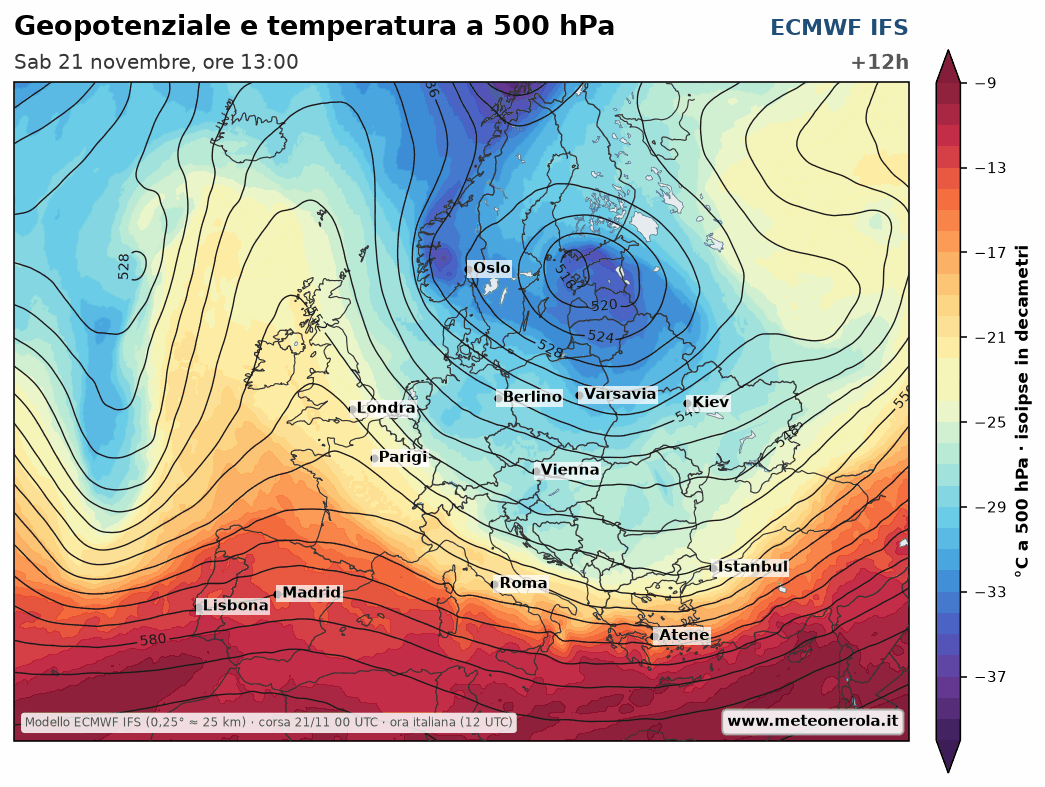 Geopotenziale e temperatura a 500 hPa
ECMWF IFS
Sab 21 novembre, ore 13:00
+12h
−9
−13
−17
−21
−25
−29
−33
−37
°C a 500 hPa · isoipse in decametri
528
516
520
524
528
580
Oslo
Berlino
Varsavia
Kiev
Londra
Parigi
Vienna
Istanbul
Roma
Madrid
Lisbona
Atene
Modello ECMWF IFS (0,25° ≈ 25 km) · corsa 21/11 00 UTC · ora italiana (12 UTC)
www.meteonerola.it